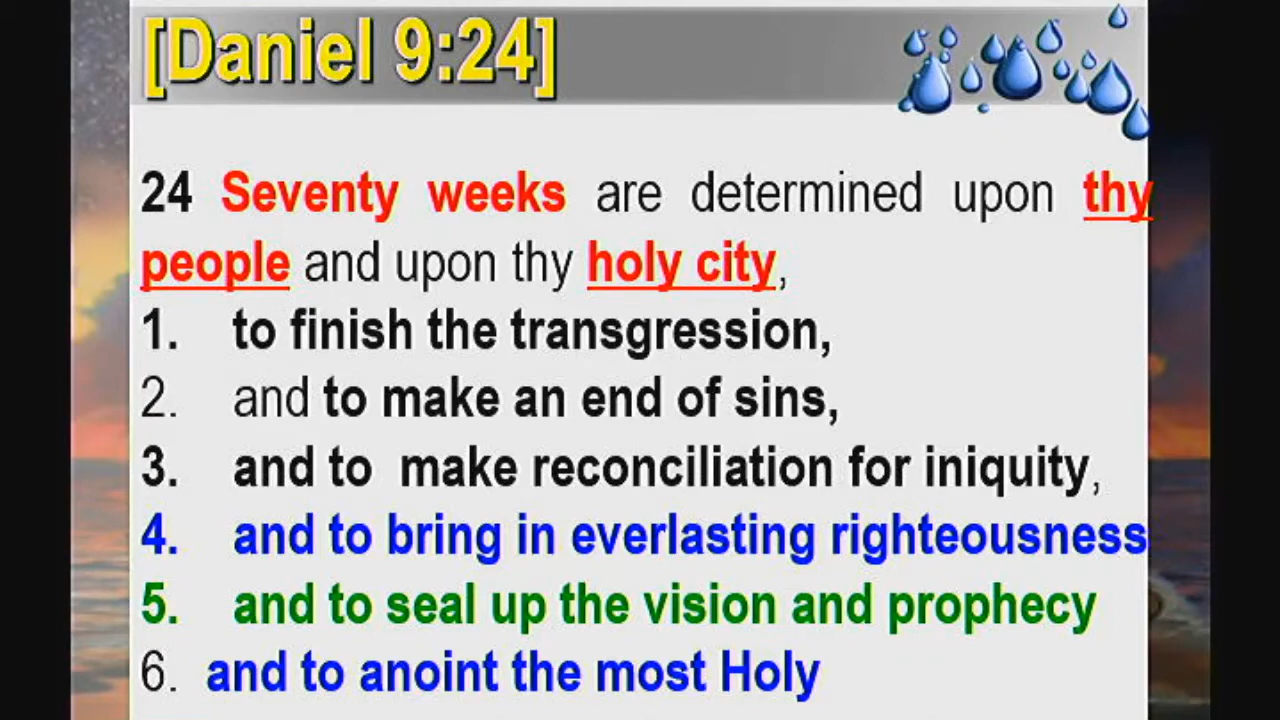 [Daniel 9:24]
24 Seventy weeks are determined upon thy
people and upon thy holy city,
1. to finish the transgression,
2. and to make an end of sins,
3. and to make reconciliation for iniquity,
4. and to bring in everlasting righteousness
5. and to seal up the vision and prophecy
6. and to anoint the most Holy